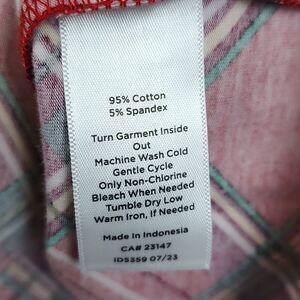 95% Cotton
5% Spandex
Turn Garment Inside
Out
Machine Wash Cold
Gentle Cycle
Only Non-Chlorine
Bleach When Needed
Tumble Dry Low
Warm Iron, If Needed
Made In Indonesia
CA# 23147
ID5359 07/23